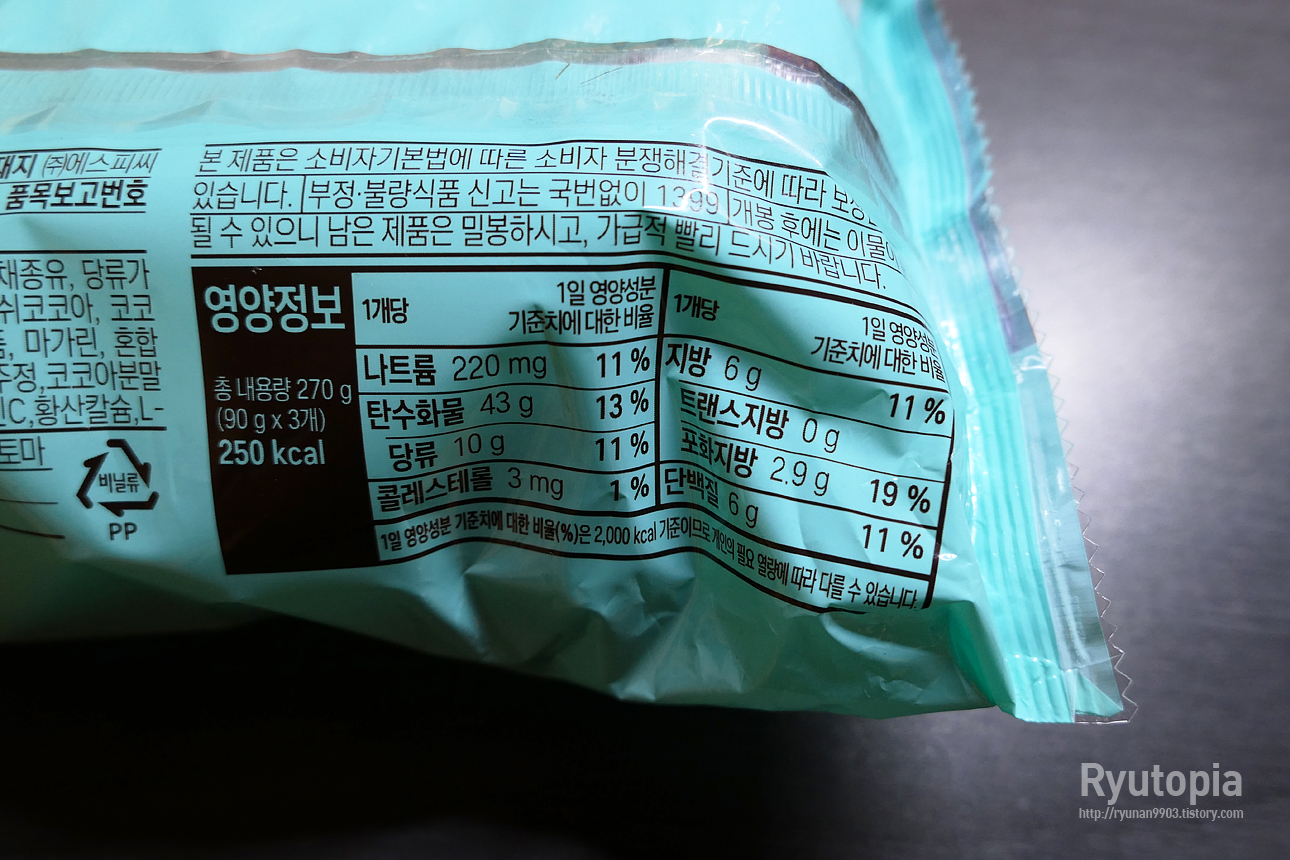 ㈜에스피씨
품목보고번호
채종유, 당류가
쉬코코아, 코코
마가린, 혼합
주정,코코아분말
C,황산칼슘,L-
토마
비닐류
PP
본 제품은 소비자기본법에 따른 소비자 분쟁해결기준에 따라
있습니다. 부정·불량식품 신고는 국번없이 1399 개봉 후에는
될 수 있으니 남은 제품은 밀봉하시고, 가급적 빨리 드시기 바랍니다.
영양정보
총 내용량 270 g
(90 g x 3개)
250 kcal
1개당 1일 영양성분
기준치에 대한 비율
나트륨 220 mg 11 %
탄수화물 43 g 13 %
당류 10 g 11 %
콜레스테롤 3 mg 1 %
1개당 1일 영양성분
기준치에 대한 비율
지방 6 g 11 %
트랜스지방 0 g
포화지방 2.9 g 19 %
단백질 6 g 11 %
1일 영양성분 기준치에 대한 비율(%)은 2,000 kcal 기준이므로 개인의 필요 열량에 따라 다를 수 있습니다.
Ryutopia
http://ryunan9903.tistory.com